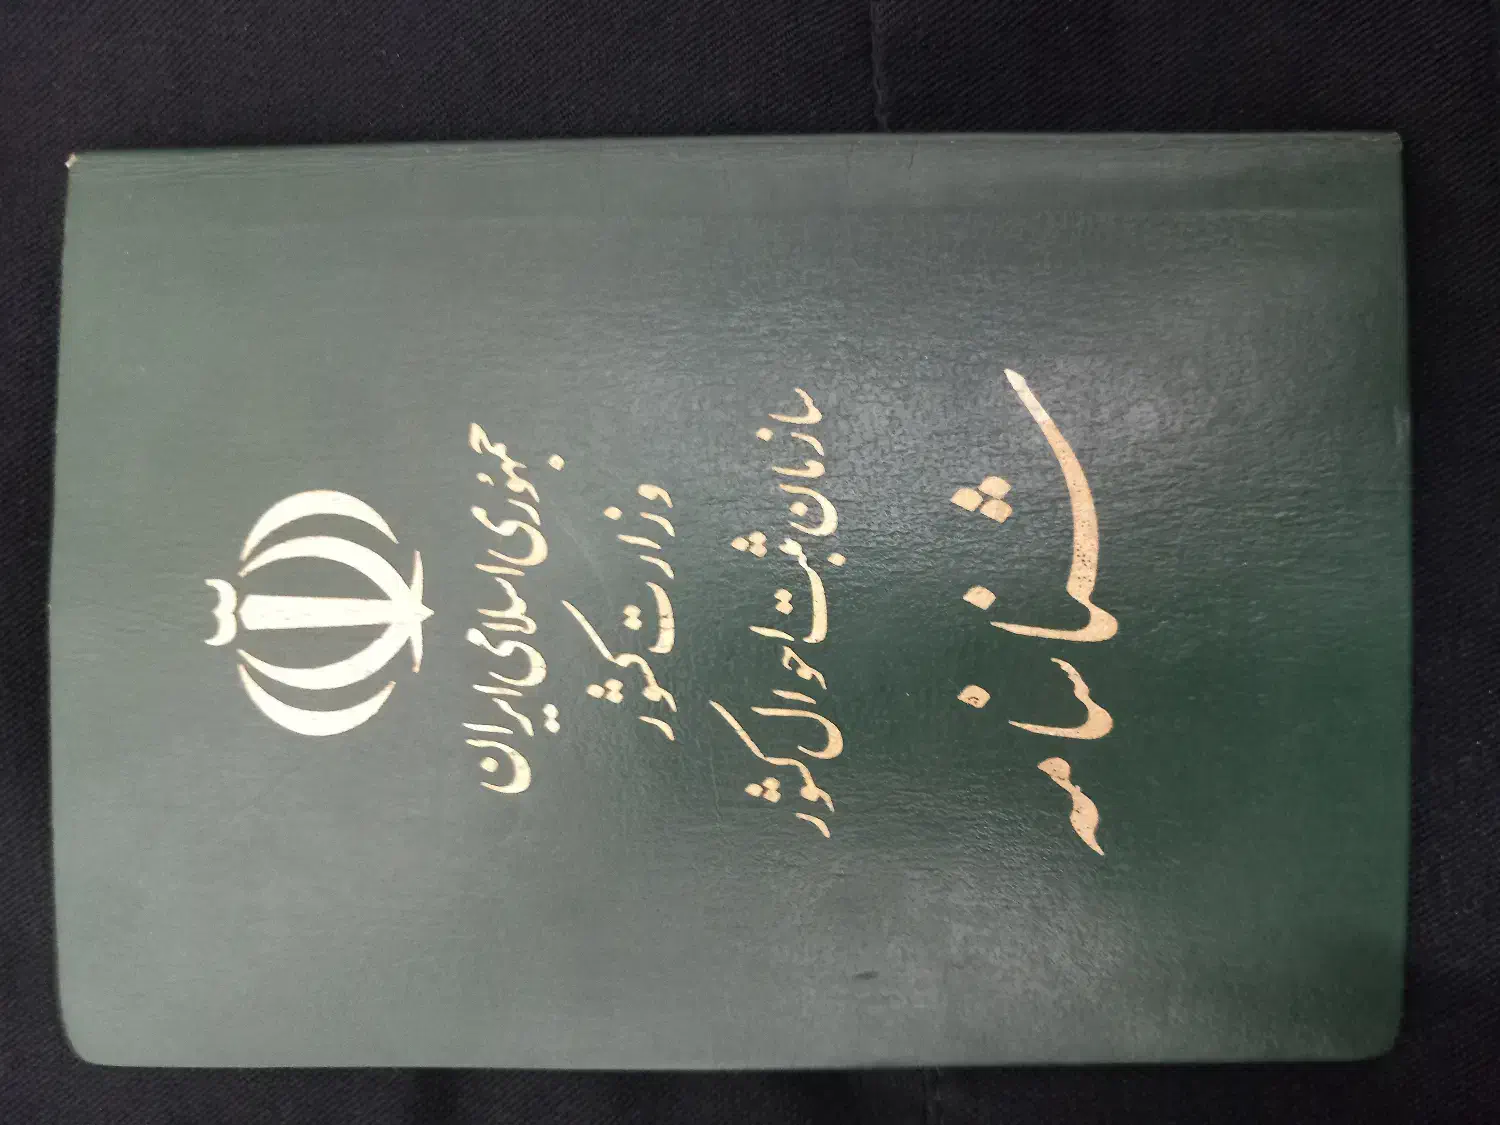 جمهوری اسلامی ایران
وزارت کشور
سازمان ثبت احوال کشور
شناسنامه